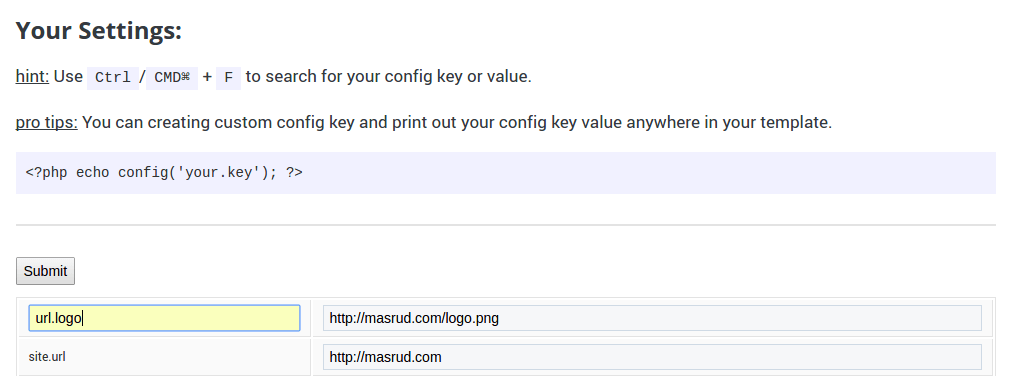 Your Settings:
hint: Use Ctrl / CMD⌘ + F to search for your config key or value.
pro tips: You can creating custom config key and print out your config key value anywhere in your template.
<?php echo config('your.key'); ?>
Submit
url.logo http://masrud.com/logo.png
site.url http://masrud.com